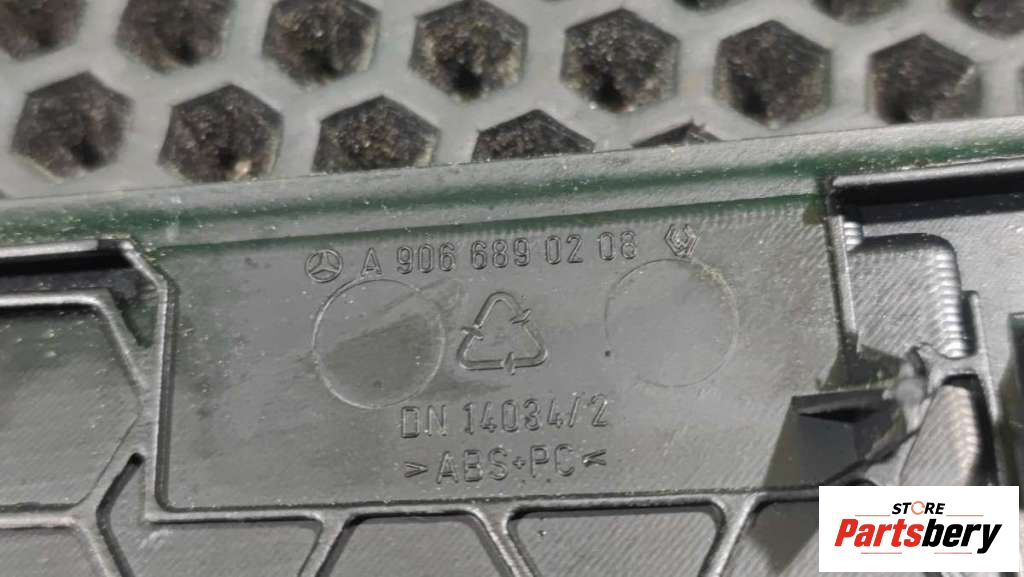 A 906 689 02 08
DN 14034/2
>ABS+PC<
STORE
Partsbery